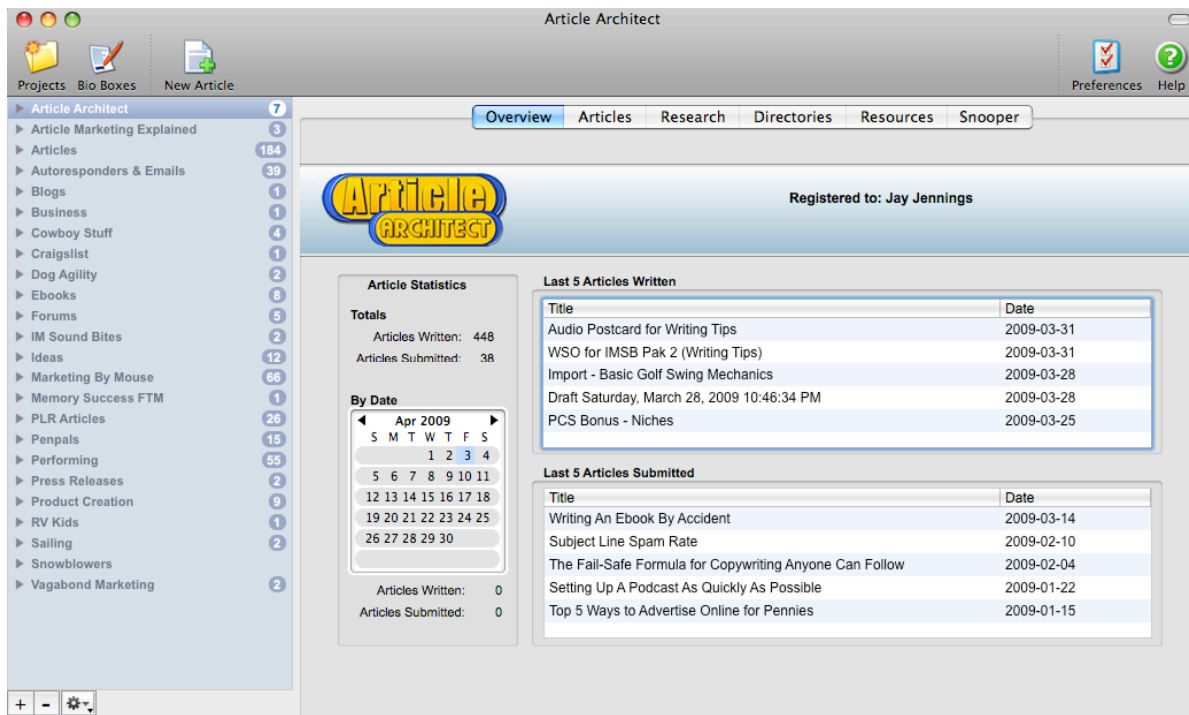 Article Architect
Projects Bio Boxes New Article Preferences Help
Article Architect 7
Article Marketing Explained 3
Articles 184
Autoresponders & Emails 39
Blogs 1
Business 1
Cowboy Stuff 4
Craigslist 1
Dog Agility 2
Ebooks 8
Forums 5
IM Sound Bites 2
Ideas 12
Marketing By Mouse 66
Memory Success FTM 1
PLR Articles 26
Penpals 15
Performing 55
Press Releases 2
Product Creation 9
RV Kids 1
Sailing 2
Snowblowers
Vagabond Marketing 2
Overview Articles Research Directories Resources Snooper
Article
ARCHITECT
Registered to: Jay Jennings
Article Statistics
Totals
Articles Written: 448
Articles Submitted: 38
By Date
Apr 2009
S M T W T F S
1 2 3 4
5 6 7 8 9 10 11
12 13 14 15 16 17 18
19 20 21 22 23 24 25
26 27 28 29 30
Articles Written: 0
Articles Submitted: 0
Last 5 Articles Written
Title Date
Audio Postcard for Writing Tips 2009-03-31
WSO for IMSB Pak 2 (Writing Tips) 2009-03-31
Import - Basic Golf Swing Mechanics 2009-03-28
Draft Saturday, March 28, 2009 10:46:34 PM 2009-03-28
PCS Bonus - Niches 2009-03-25
Last 5 Articles Submitted
Title Date
Writing An Ebook By Accident 2009-03-14
Subject Line Spam Rate 2009-02-10
The Fail-Safe Formula for Copywriting Anyone Can Follow 2009-02-04
Setting Up A Podcast As Quickly As Possible 2009-01-22
Top 5 Ways to Advertise Online for Pennies 2009-01-15